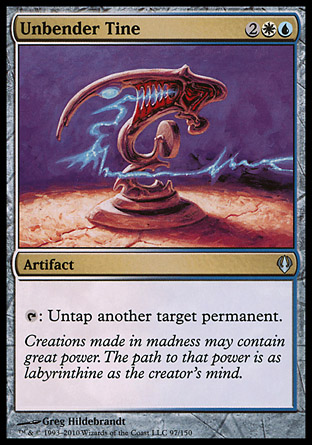 Unbender Tine 2
Artifact
: Untap another target permanent.
Creations made in madness may contain
great power. The path to that power is as
labyrinthine as the creator's mind.
Greg Hildebrandt
™ & © 1993–2010 Wizards of the Coast LLC 97/150